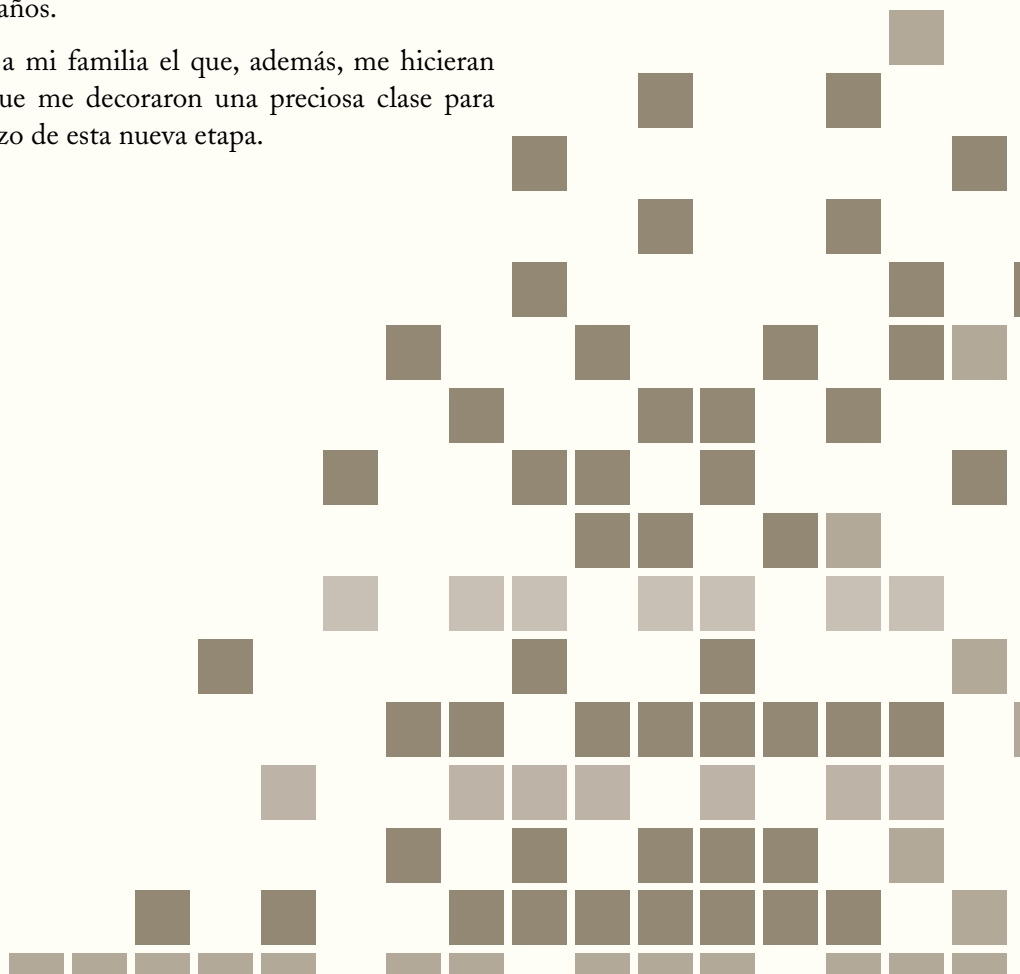 años.
a mi familia el que, además, me hicieran
ue me decoraron una preciosa clase para
zo de esta nueva etapa.